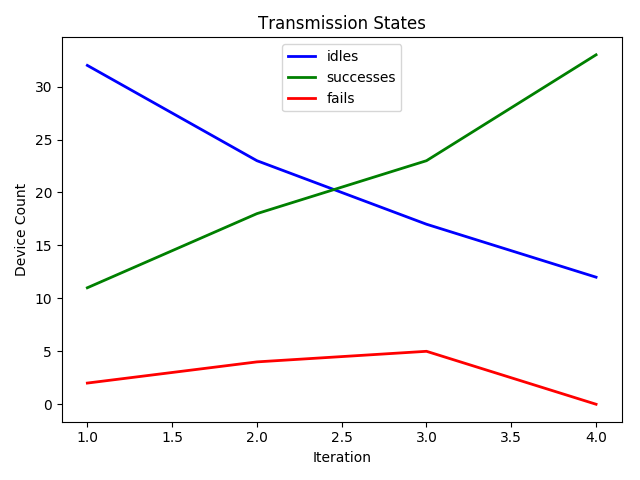 Transmission States
idles
successes
fails
Device Count
30
25
20
15
10
5
0
1.0 1.5 2.0 2.5 3.0 3.5 4.0
Iteration